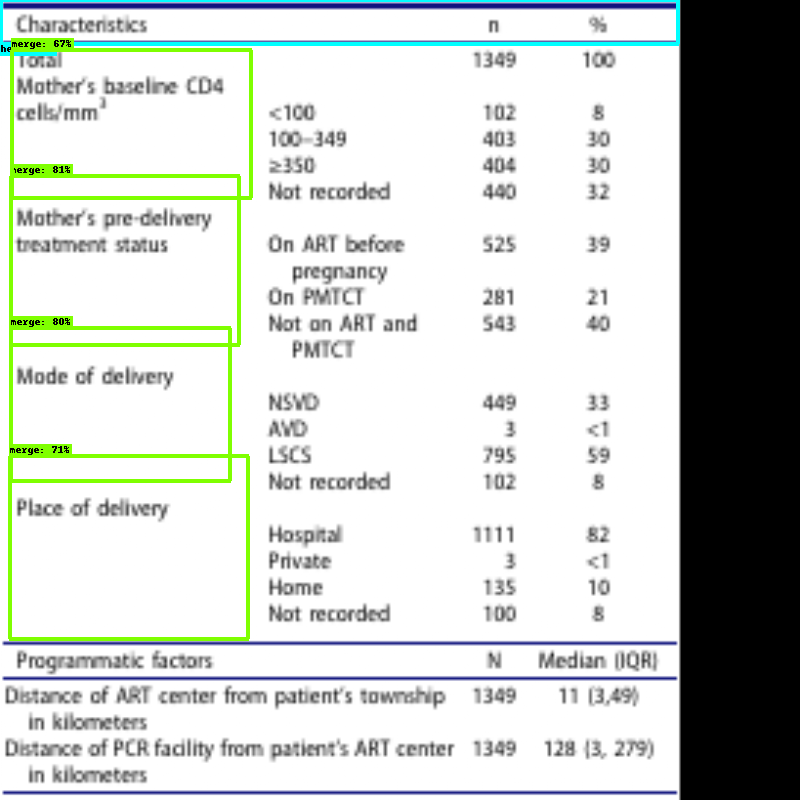 Characteristics n %
he
merge: 67%
Total 1349 100
Mother's baseline CD4
cells/mm³ <100 102 8
100–349 403 30
≥350 404 30
merge: 81%
Not recorded 440 32
Mother's pre-delivery
treatment status On ART before 525 39
pregnancy
On PMTCT 281 21
merge: 80%
Not on ART and 543 40
PMTCT
Mode of delivery
NSVD 449 33
AVD 3 <1
merge: 71%
LSCS 795 59
Not recorded 102 8
Place of delivery
Hospital 1111 82
Private 3 <1
Home 135 10
Not recorded 100 8
Programmatic factors N Median (IQR)
Distance of ART center from patient's township 1349 11 (3,49)
in kilometers
Distance of PCR facility from patient's ART center 1349 128 (3, 279)
in kilometers